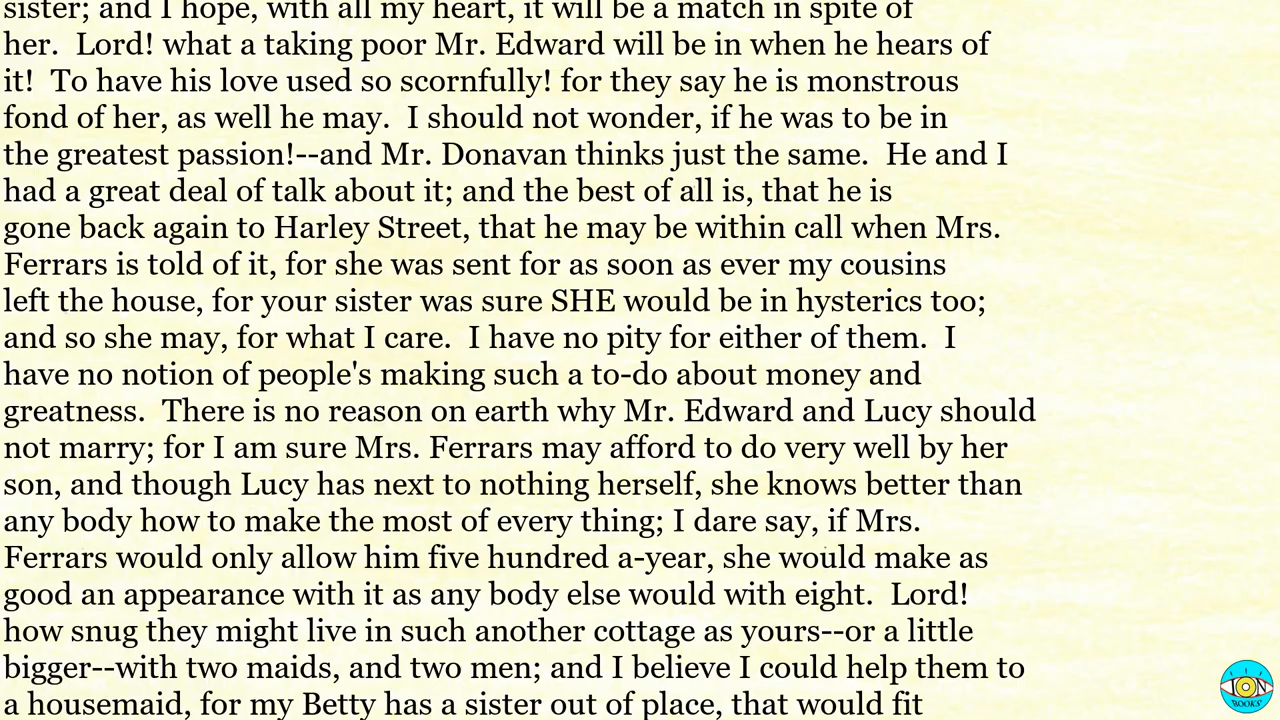 sister; and I hope, with all my heart, it will be a match in spite of
her.  Lord! what a taking poor Mr. Edward will be in when he hears of
it!  To have his love used so scornfully! for they say he is monstrous
fond of her, as well he may.  I should not wonder, if he was to be in
the greatest passion!--and Mr. Donavan thinks just the same.  He and I
had a great deal of talk about it; and the best of all is, that he is
gone back again to Harley Street, that he may be within call when Mrs.
Ferrars is told of it, for she was sent for as soon as ever my cousins
left the house, for your sister was sure SHE would be in hysterics too;
and so she may, for what I care.  I have no pity for either of them.  I
have no notion of people's making such a to-do about money and
greatness.  There is no reason on earth why Mr. Edward and Lucy should
not marry; for I am sure Mrs. Ferrars may afford to do very well by her
son, and though Lucy has next to nothing herself, she knows better than
any body how to make the most of every thing; I dare say, if Mrs.
Ferrars would only allow him five hundred a-year, she would make as
good an appearance with it as any body else would with eight.  Lord!
how snug they might live in such another cottage as yours--or a little
bigger--with two maids, and two men; and I believe I could help them to
a housemaid, for my Betty has a sister out of place, that would fit
ION
BOOKS